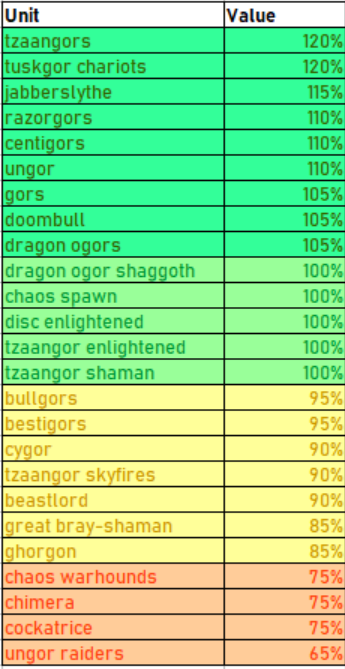 Unit Value
tzaangors 120%
tuskgor chariots 120%
jabberslythe 115%
razorgors 110%
centigors 110%
ungor 110%
gors 105%
doombull 105%
dragon ogors 105%
dragon ogor shaggoth 100%
chaos spawn 100%
disc enlightened 100%
tzaangor enlightened 100%
tzaangor shaman 100%
bullgors 95%
bestigors 95%
cygor 90%
tzaangor skyfires 90%
beastlord 90%
great bray-shaman 85%
ghorgon 85%
chaos warhounds 75%
chimera 75%
cockatrice 75%
ungor raiders 65%